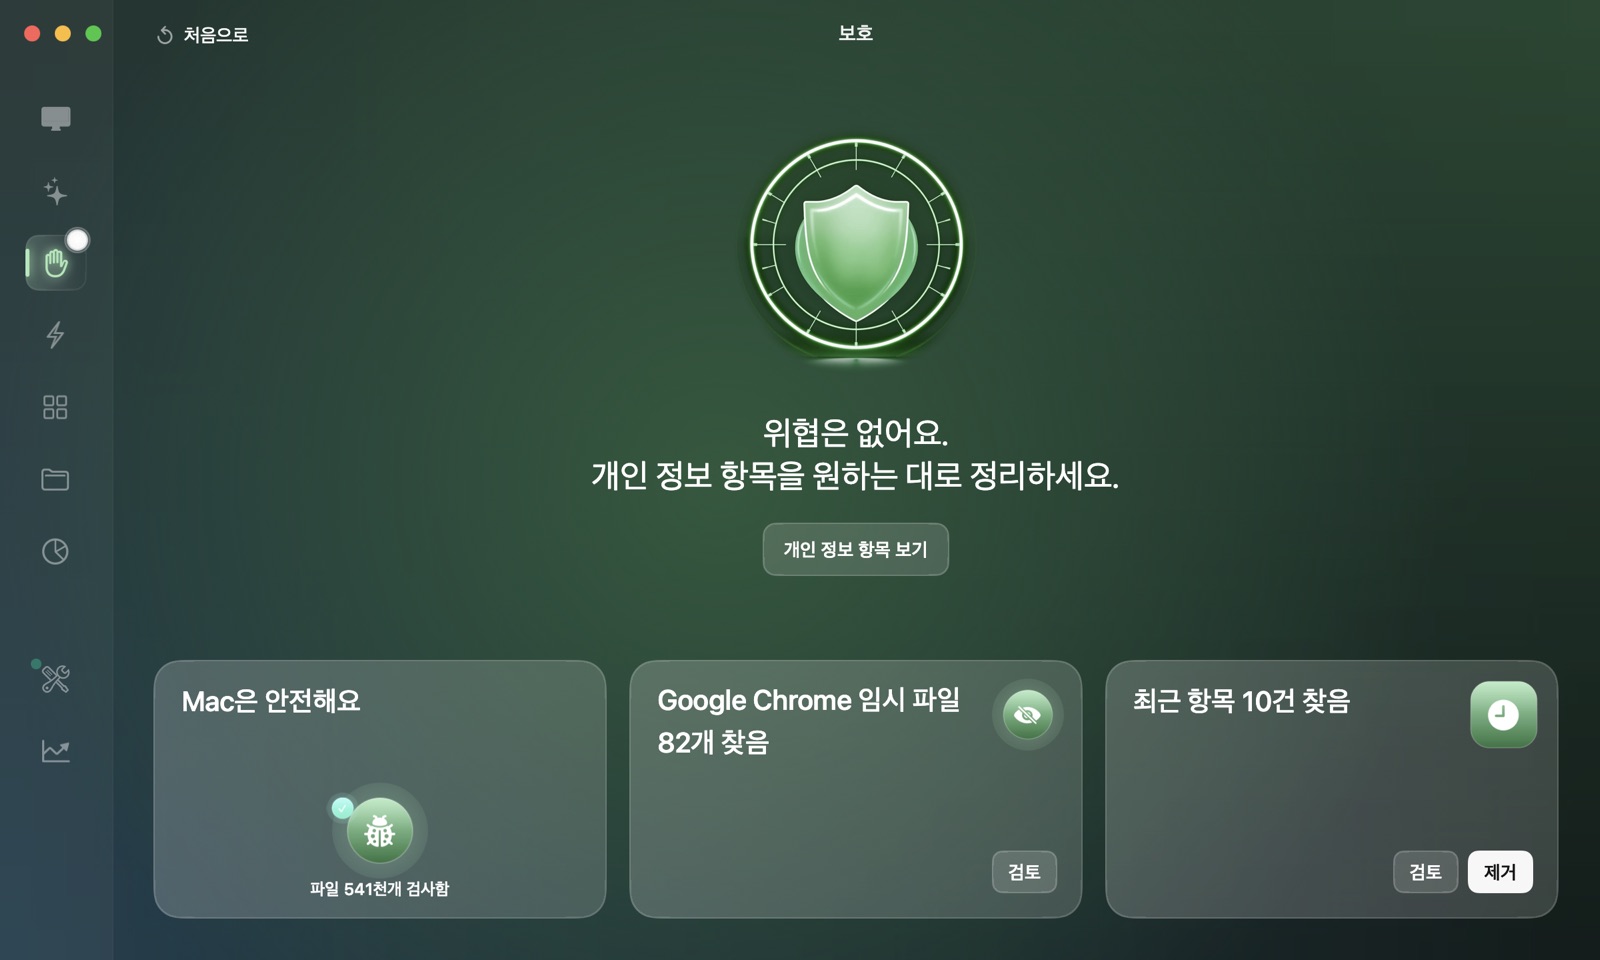 처음으로
보호
위협은 없어요.
개인 정보 항목을 원하는 대로 정리하세요.
개인 정보 항목 보기
Mac은 안전해요
파일 541천개 검사함
Google Chrome 임시 파일
82개 찾음
검토
최근 항목 10건 찾음
검토
제거